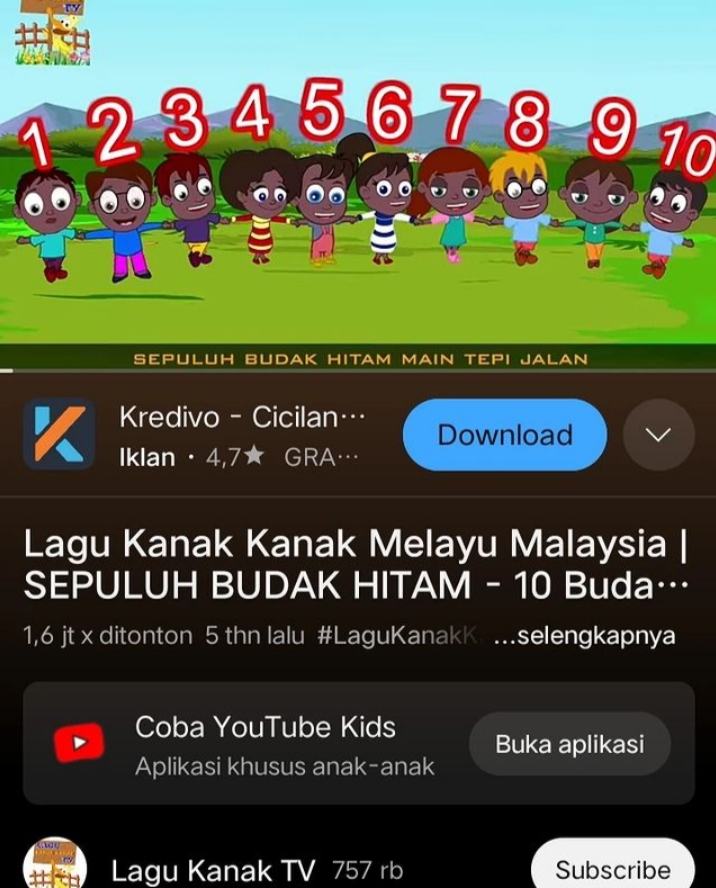 TV
1 2 3 4 5 6 7 8 9 10
SEPULUH BUDAK HITAM MAIN TEPI JALAN
Kredivo - Cicilan...
Download
Iklan · 4,7★ GRA...
Lagu Kanak Kanak Melayu Malaysia |
SEPULUH BUDAK HITAM - 10 Buda...
1,6 jt x ditonton 5 thn lalu #LaguKanakK ...selengkapnya
Coba YouTube Kids
Aplikasi khusus anak-anak
Buka aplikasi
Lagu Kanak TV 757 rb
Subscribe